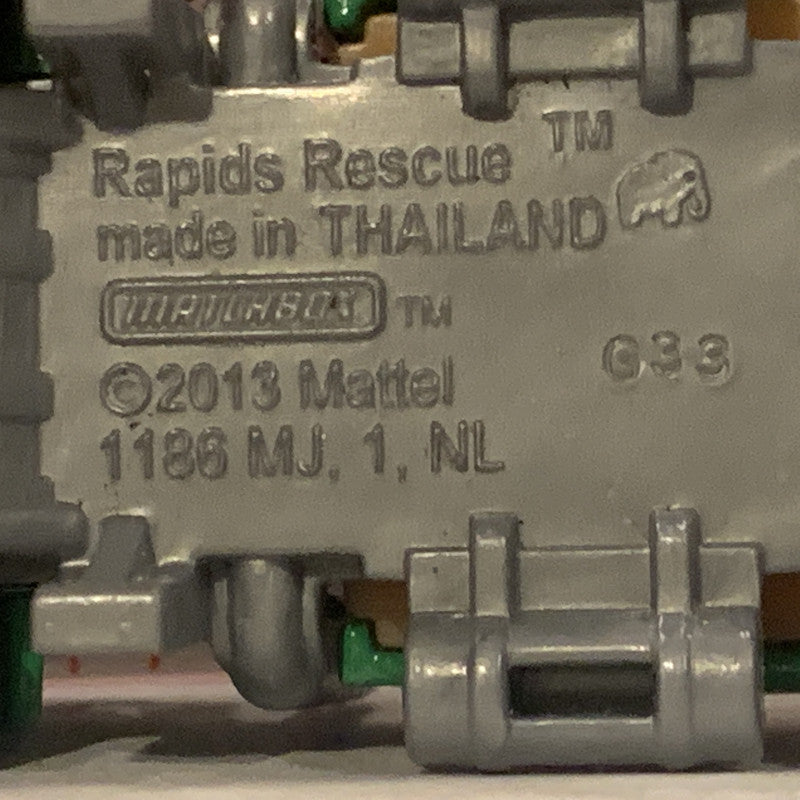 Rapids Rescue ™
made in THAILAND
MATCHBOX ™
©2013 Mattel
G33
1186 MJ, 1, NL